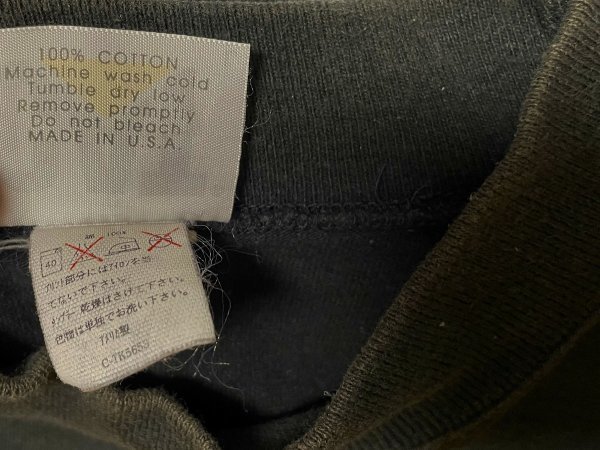 100% COTTON
Machine wash cold
Tumble dry low
Remove promptly
Do not bleach
MADE IN U.S.A.
40
プリント部分にはアイロンを当
てないで下さい。
タンブラー乾燥はさけて下さい。
色物は単独でお洗い下さい。
アメリカ製